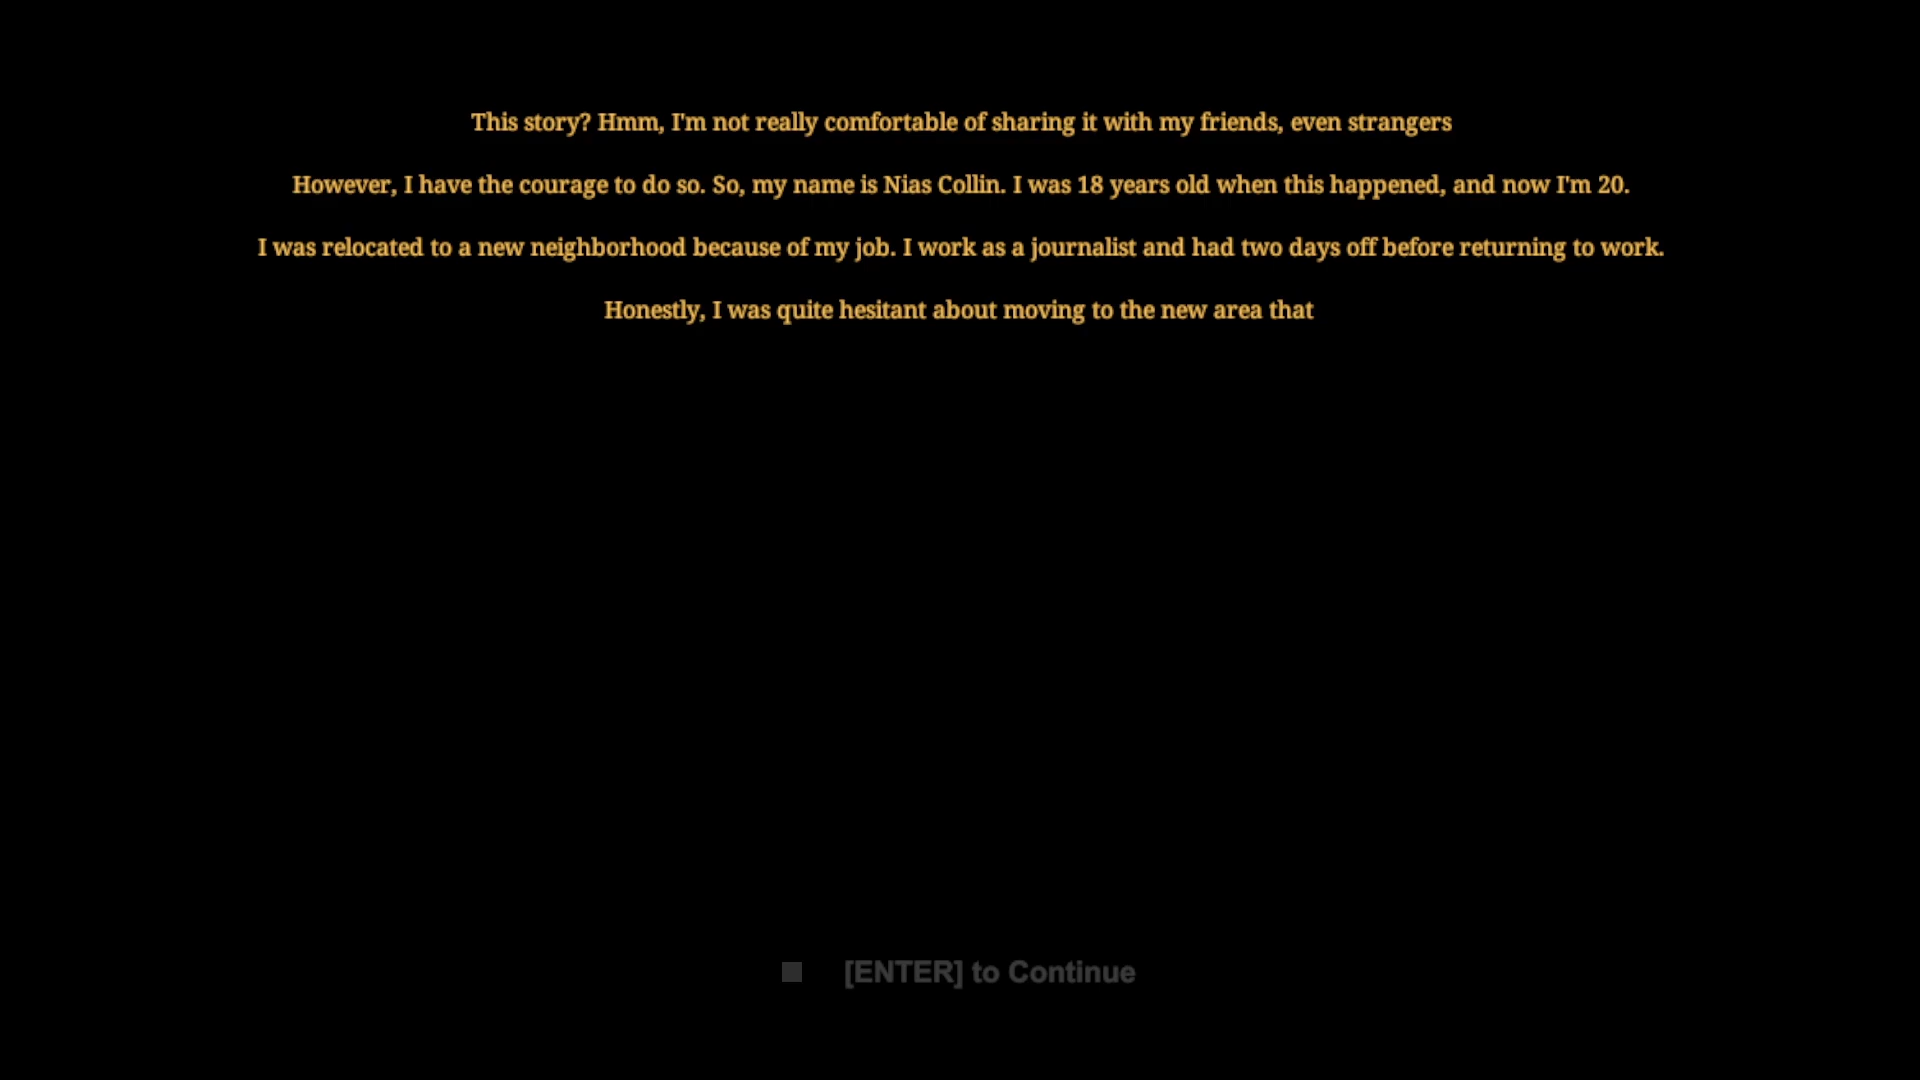 This story? Hmm, I'm not really comfortable of sharing it with my friends, even strangers
However, I have the courage to do so. So, my name is Nias Collin. I was 18 years old when this happened, and now I'm 20.
I was relocated to a new neighborhood because of my job. I work as a journalist and had two days off before returning to work.
Honestly, I was quite hesitant about moving to the new area that
[ENTER] to Continue